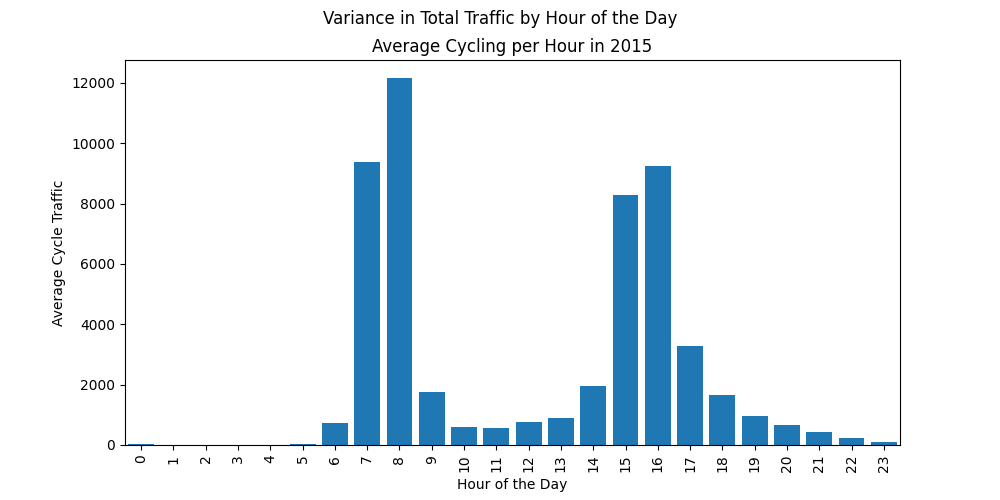 Variance in Total Traffic by Hour of the Day
Average Cycling per Hour in 2015
Average Cycle Traffic
12000
10000
8000
6000
4000
2000
0
0 1 2 3 4 5 6 7 8 9 10 11 12 13 14 15 16 17 18 19 20 21 22 23
Hour of the Day